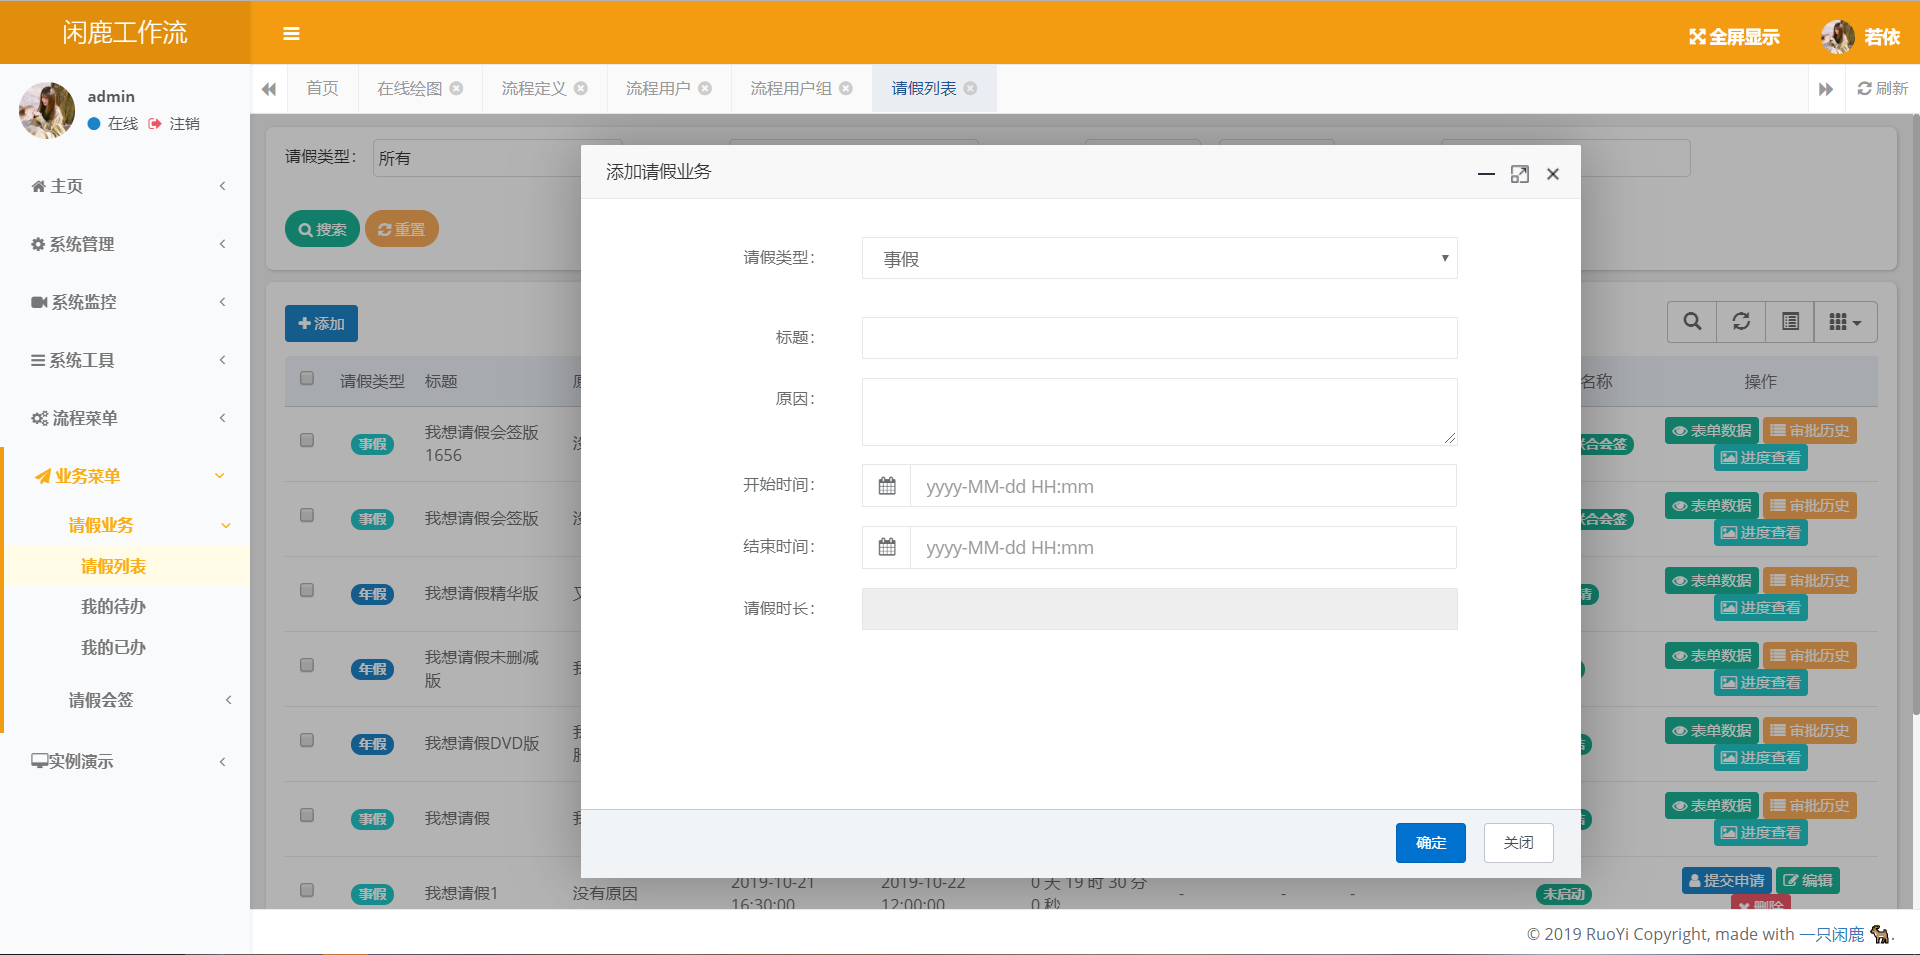 闲鹿工作流
全屏显示 若依
admin
在线 注销
首页 在线绘图 流程定义 流程用户 流程用户组 请假列表 刷新
主页
系统管理
系统监控
系统工具
流程菜单
业务菜单
请假业务
请假列表
我的待办
我的已办
请假会签
实例演示
请假类型： 所有
搜索 重置
添加
请假类型 标题 名称 操作
事假 我想请假会签版1656 合会签 表单数据 审批历史
进度查看
事假 我想请假会签版 合会签 表单数据 审批历史
进度查看
年假 我想请假精华版 表单数据 审批历史
进度查看
年假 我想请假未删减版 表单数据 审批历史
进度查看
年假 我想请假DVD版 表单数据 审批历史
进度查看
事假 我想请假 表单数据 审批历史
进度查看
事假 我想请假1 没有原因 2019-10-21 16:30:00 2019-10-22 12:00:00 0 天 19 时 30 分 0 秒 - - - 未启动 提交申请 编辑
删除
添加请假业务
请假类型： 事假
标题：
原因：
开始时间： yyyy-MM-dd HH:mm
结束时间： yyyy-MM-dd HH:mm
请假时长：
确定 关闭
© 2019 RuoYi Copyright, made with 一只闲鹿 .